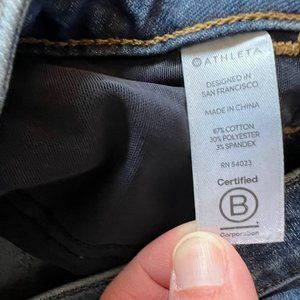 ATHLETA
DESIGNED IN
SAN FRANCISCO
MADE IN CHINA
67% COTTON
30% POLYESTER
3% SPANDEX
RN 54023
Certified
B
Corporation